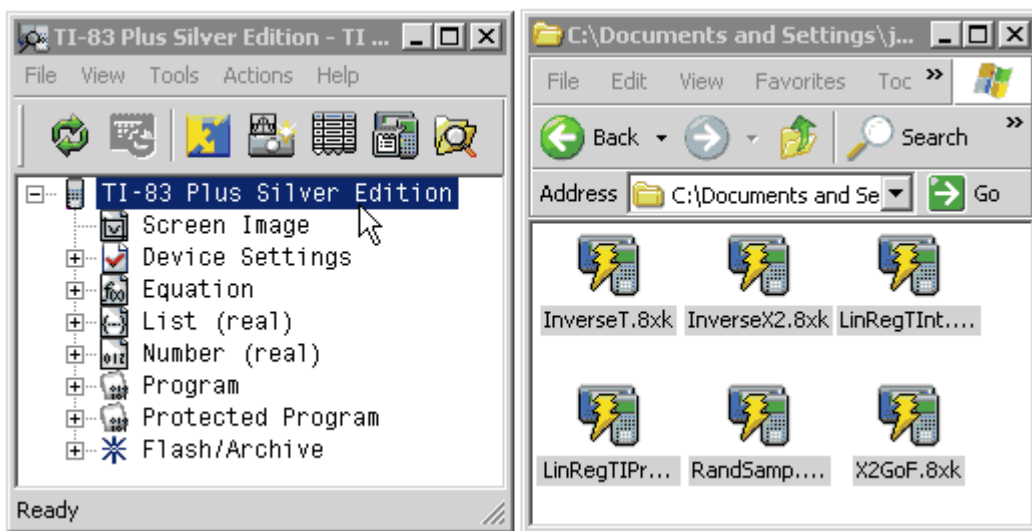 TI-83 Plus Silver Edition - TI ...
File View Tools Actions Help
TI-83 Plus Silver Edition
Screen Image
Device Settings
Equation
List (real)
Number (real)
Program
Protected Program
Flash/Archive
Ready
C:\Documents and Settings\j...
File Edit View Favorites Toc »
Back Search »
Address C:\Documents and Se Go
InverseT.8xk InverseX2.8xk LinRegTInt....
LinRegTIPr... RandSamp.... X2GoF.8xk